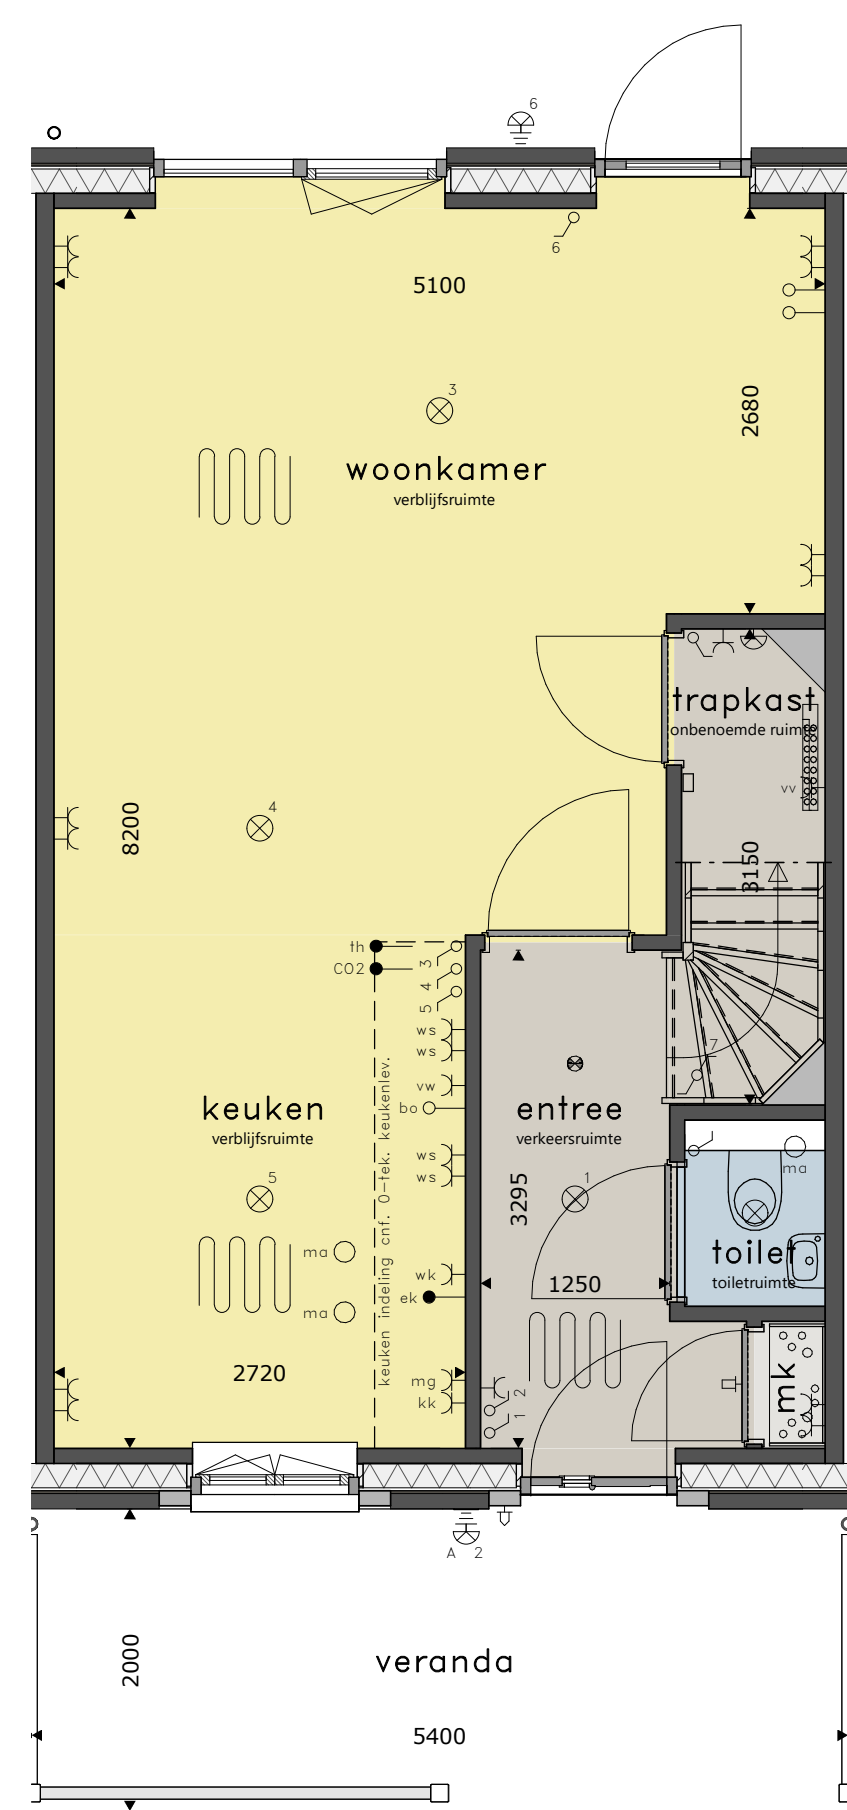 6
6
5100
3
2680
woonkamer
verblijfsruimte
trapkast
onbenoemde ruimte
vv
4
8200
3150
th
CO2
3
4
5
ws
ws
vw
bo
7
keuken
verblijfsruimte
entree
verkeersruimte
ws
ws
ma
5
1
3295
keuken indeling cnf. 0-tek. keukenlev.
ma
ma
wk
ek
toilet
toiletruimte
1250
2720
mg
kk
2
1
mk
A 2
veranda
2000
5400